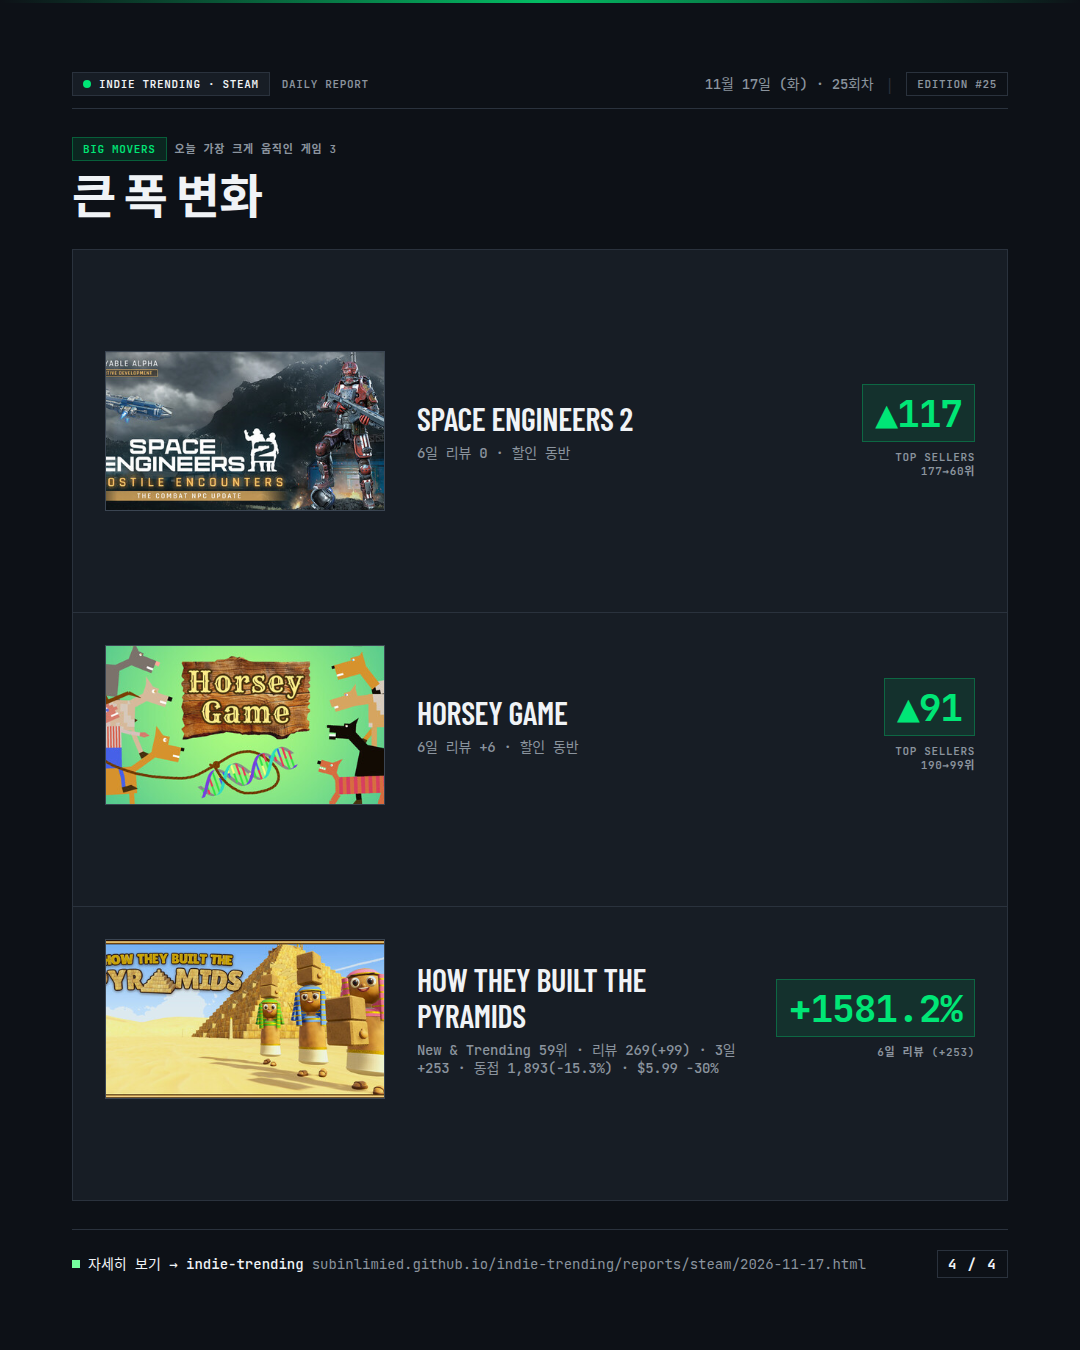 INDIE TRENDING · STEAM DAILY REPORT 11월 17일 (화) · 25회차 EDITION #25
BIG MOVERS 오늘 가장 크게 움직인 게임 3
큰 폭 변화
YABLE ALPHA
SPACE
ENGINEERS 2
OSTILE ENCOUNTERS
THE COMBAT NPC UPDATE
SPACE ENGINEERS 2
6일 리뷰 0 · 할인 동반
▲117
TOP SELLERS
177→60위
Horsey
Game
HORSEY GAME
6일 리뷰 +6 · 할인 동반
▲91
TOP SELLERS
190→99위
HOW THEY BUILT THE
PYRAMIDS
HOW THEY BUILT THE
PYRAMIDS
New & Trending 59위 · 리뷰 269(+99) · 3일
+253 · 동접 1,893(-15.3%) · $5.99 -30%
+1581.2%
6일 리뷰 (+253)
자세히 보기 → indie-trending subinlimied.github.io/indie-trending/reports/steam/2026-11-17.html 4 / 4